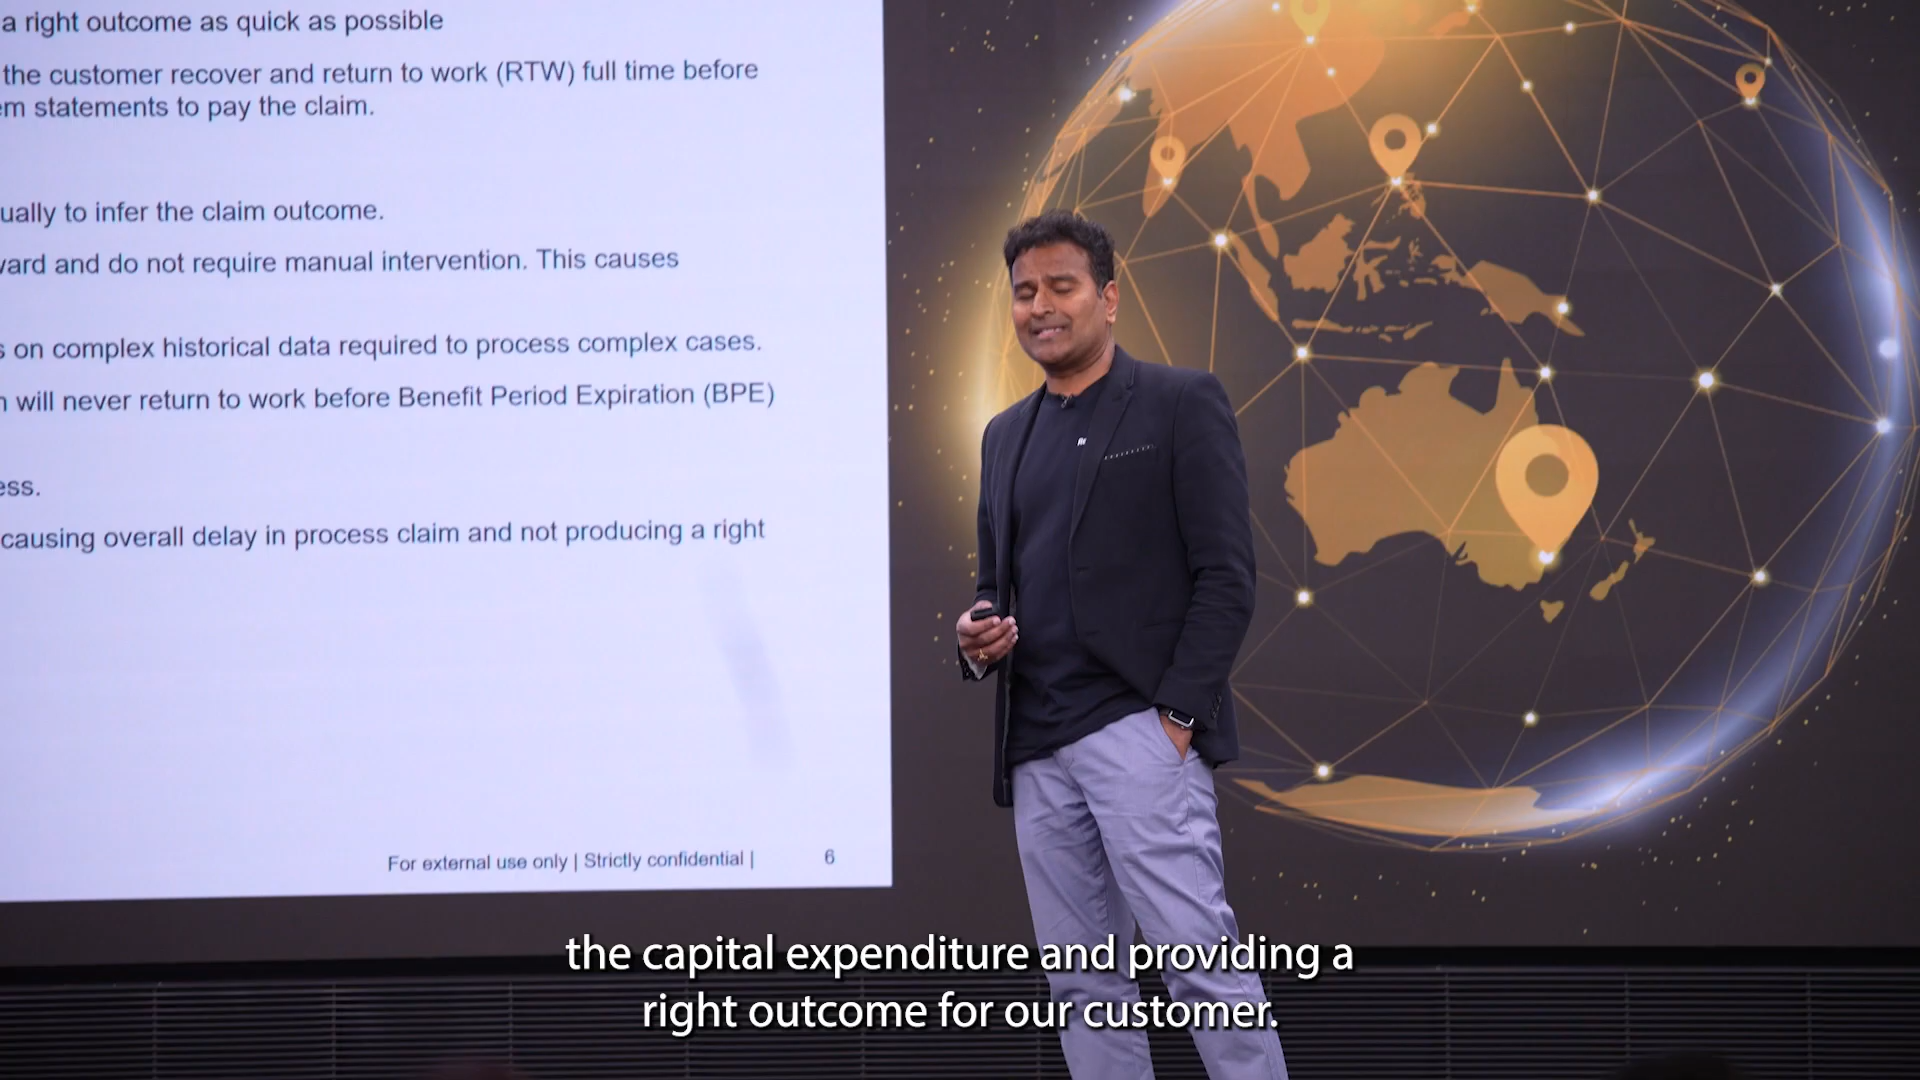 a right outcome as quick as possible
the customer recover and return to work (RTW) full time before
statements to pay the claim.
to infer the claim outcome.
and do not require manual intervention. This causes
on complex historical data required to process complex cases.
will never return to work before Benefit Period Expiration (BPE)
causing overall delay in process claim and not producing a right
For external use only | Strictly confidential | 6
the capital expenditure and providing a
right outcome for our customer.